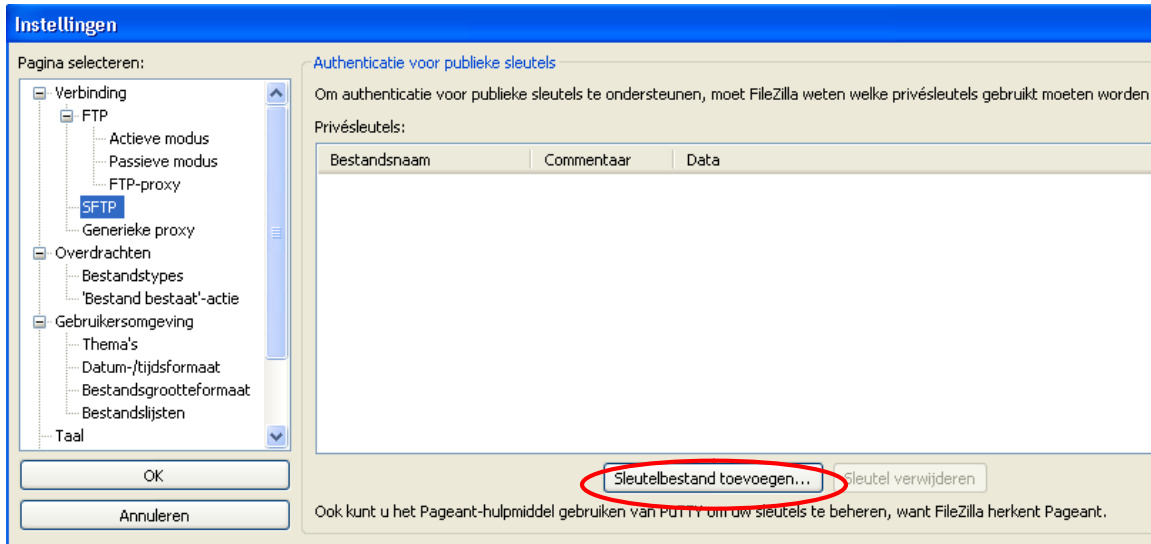 Instellingen
Pagina selecteren:
Verbinding
FTP
Actieve modus
Passieve modus
FTP-proxy
SFTP
Generieke proxy
Overdrachten
Bestandstypes
'Bestand bestaat'-actie
Gebruikersomgeving
Thema's
Datum-/tijdsformaat
Bestandsgrootteformaat
Bestandslijsten
Taal
OK
Annuleren
Authenticatie voor publieke sleutels
Om authenticatie voor publieke sleutels te ondersteunen, moet FileZilla weten welke privésleutels gebruikt moeten worden
Privésleutels:
Bestandsnaam Commentaar Data
Sleutelbestand toevoegen... Sleutel verwijderen
Ook kunt u het Pageant-hulpmiddel gebruiken van PuTTY om uw sleutels te beheren, want FileZilla herkent Pageant.